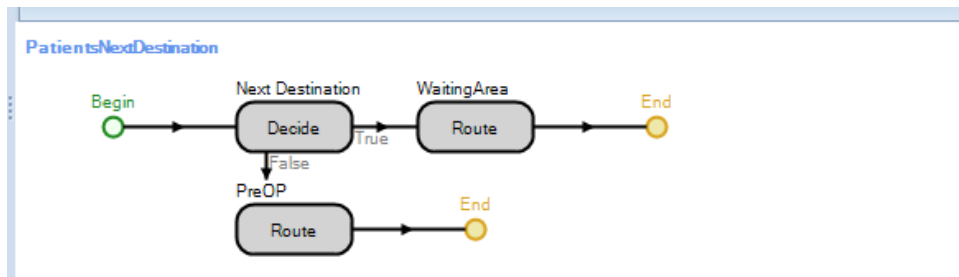 PatientsNextDestination
Next Destination WaitingArea
Begin End
Decide Route
True
False
PreOP
End
Route